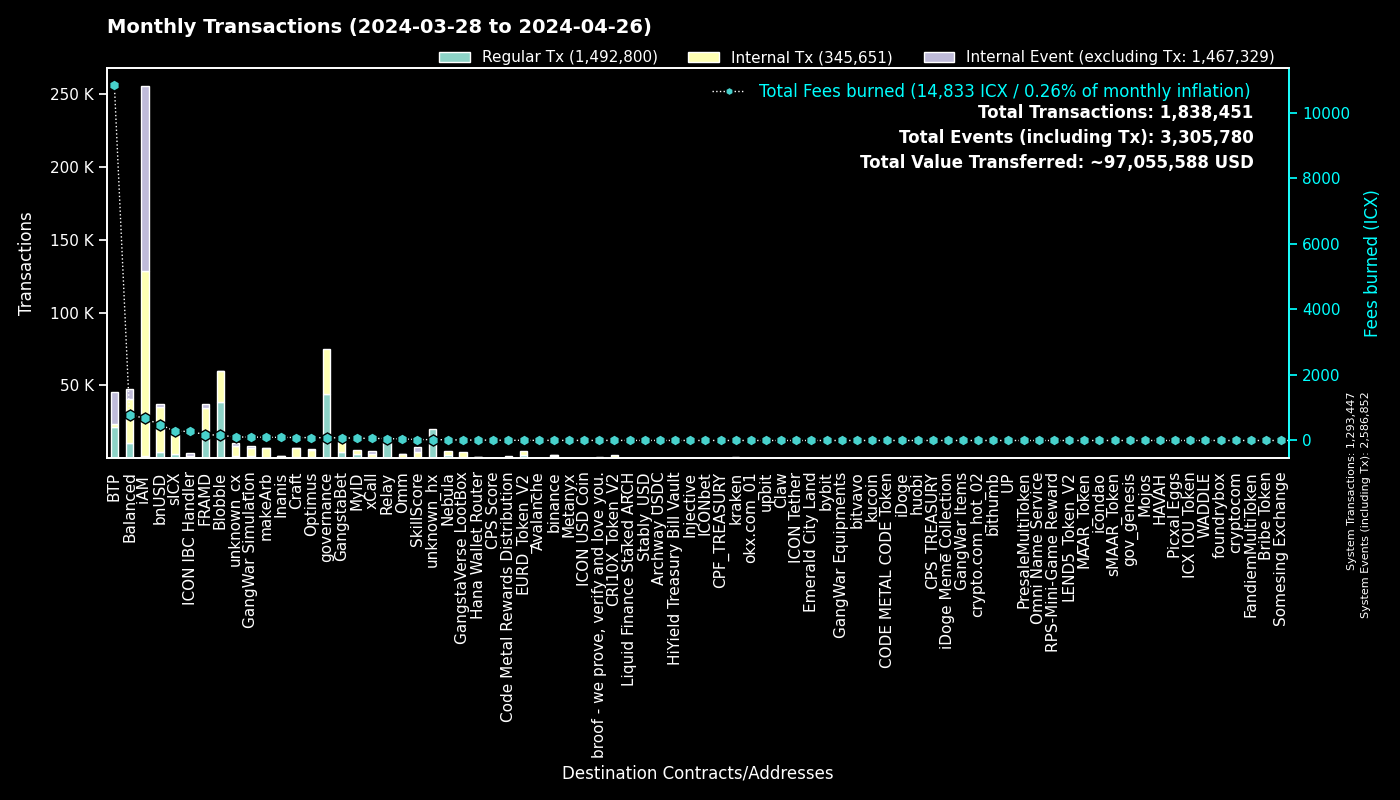 Monthly Transactions (2024-03-28 to 2024-04-26)
Regular Tx (1,492,800)
Internal Tx (345,651)
Internal Event (excluding Tx: 1,467,329)
Total Fees burned (14,833 ICX / 0.26% of monthly inflation)
Total Transactions: 1,838,451
Total Events (including Tx): 3,305,780
Total Value Transferred: ~97,055,588 USD
Transactions
250 K
200 K
150 K
100 K
50 K
10000
8000
6000
4000
2000
0
Fees burned (ICX)
System Transactions: 1,293,447
System Events (including Tx): 2,586,852
BTP
Balanced
iAM
bnUSD
sICX
ICON IBC Handler
FRAMD
Blobble
unknown_cx
GangWar Simulation
makeArb
Inanis
Craft
Optimus
governance
GangstaBet
MyID
xCall
Relay
Omm
SkillScore
unknown_hx
Nebula
GangstaVerse LootBox
Hana Wallet Router
CPS Score
Code Metal Rewards Distribution
EURD_Token_V2
Avalanche
binance
Metanyx
ICON USD Coin
broof - we prove, verify and love you.
CRI10X_Token_V2
Liquid Finance Staked ARCH
Stably_USD
Archway_USDC
HiYield Treasury Bill Vault
Injective
ICONbet
CPF_TREASURY
kraken
okx.com_01
upbit
Claw
ICON Tether
Emerald City Land
bybit
GangWar Equipments
bitvavo
kucoin
CODE METAL CODE TOKEN
iDoge
huobi
CPS_TREASURY
iDoge Meme Collection
GangWar Items
crypto.com_hot_02
bithumb
UP
PresaleMultiToken
Omni Name Service
RPS-Mini-Game Reward
LEND5_Token_V2
MAAR_Token
icondao
sMAAR_Token
gov_genesis
Mojos
HAVAH
Picxal Eggs
ICX IOU Token
WADDLE
foundrybox
cryptocom
FandiemMultiToken
Bribe Token
Somesing Exchange
Destination Contracts/Addresses